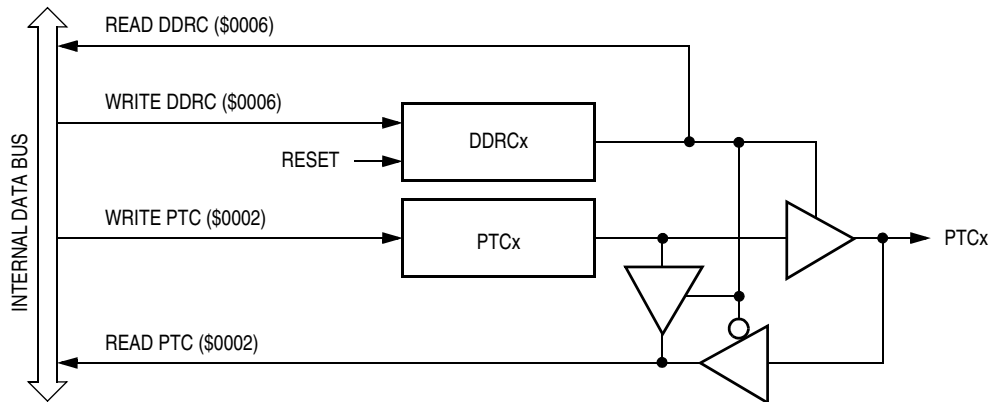 READ DDRC ($0006)
WRITE DDRC ($0006)
DDRCx
RESET
INTERNAL DATA BUS
WRITE PTC ($0002)
PTCx
PTCx
READ PTC ($0002)